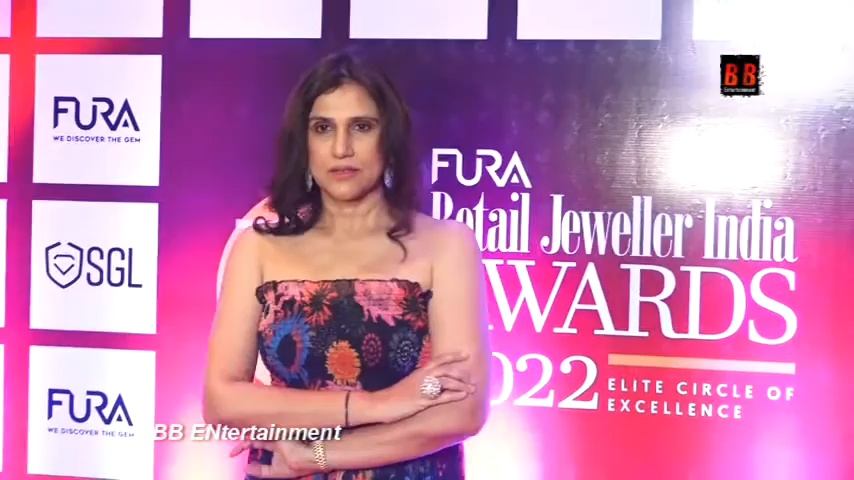 FURA
WE DISCOVER THE GEM
SGL
FURA
WE DISCOVER THE GEM
BB
Entertainment
FURA
Retail Jeweller India
AWARDS
2022
ELITE CIRCLE OF
EXCELLENCE
BB ENtertainment